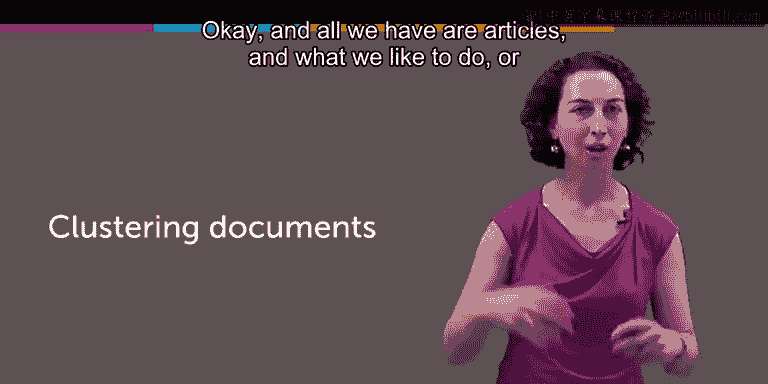 Okay, and all we have are articles,
and what we like to do, or
Clustering documents